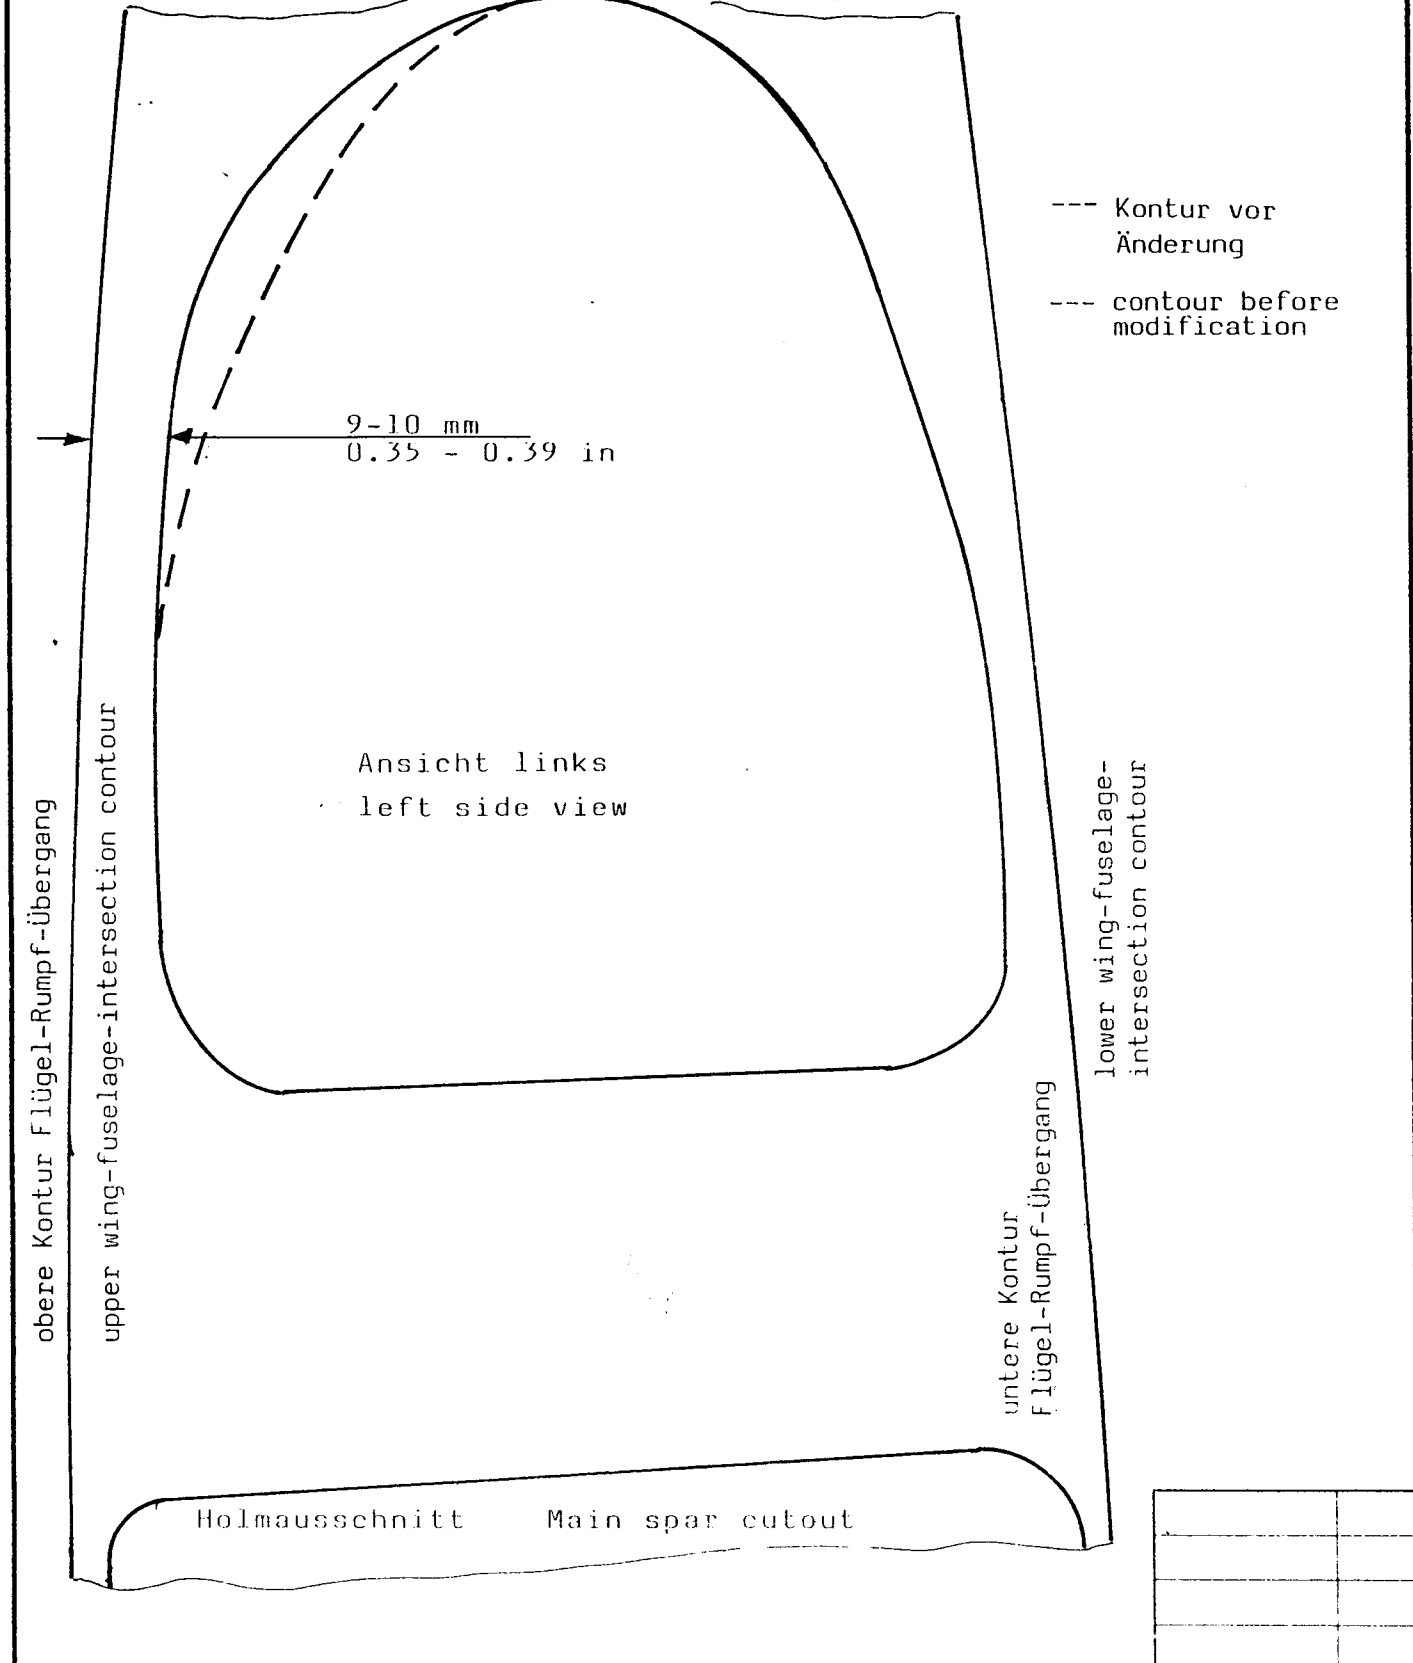 --- Kontur vor
Änderung
--- contour before
modification
9-10 mm
0.35 - 0.39 in
Ansicht links
left side view
obere Kontur Flügel-Rumpf-Übergang
upper wing-fuselage-intersection contour
lower wing-fuselage-
intersection contour
untere Kontur
Flügel-Rumpf-Übergang
Holmausschnitt Main spar cutout